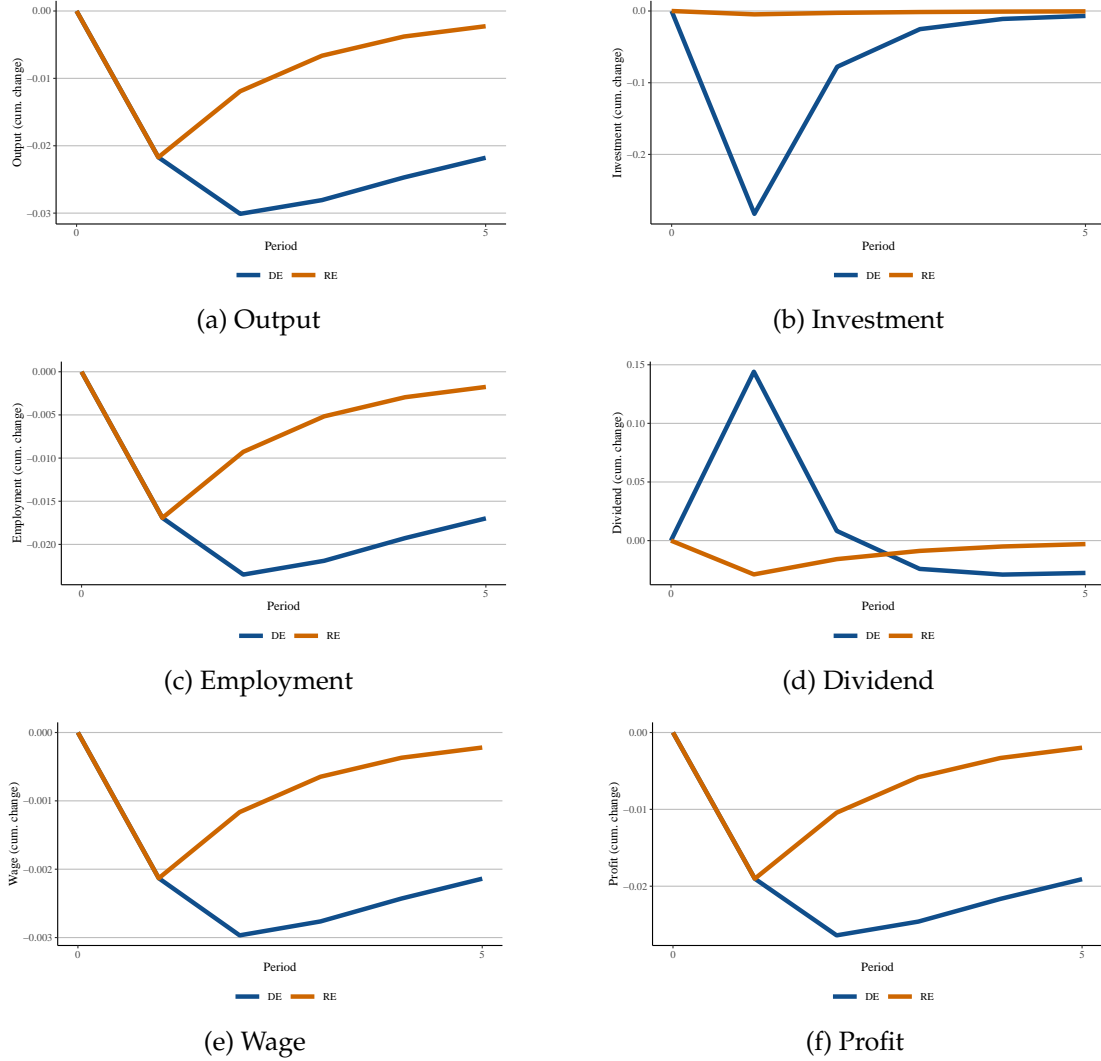 Output (cum. change)
0.0
−0.01
−0.02
−0.03
0
5
Period
DE RE
(a) Output
Investment (cum. change)
0.0
−0.1
−0.2
0
5
Period
DE RE
(b) Investment
Employment (cum. change)
0.000
−0.005
−0.010
−0.015
−0.020
0
5
Period
DE RE
(c) Employment
Dividend (cum. change)
0.15
0.10
0.05
0.00
0
5
Period
DE RE
(d) Dividend
Wage (cum. change)
0.000
−0.001
−0.002
−0.003
0
5
Period
DE RE
(e) Wage
Profit (cum. change)
0.00
−0.01
−0.02
0
5
Period
DE RE
(f) Profit